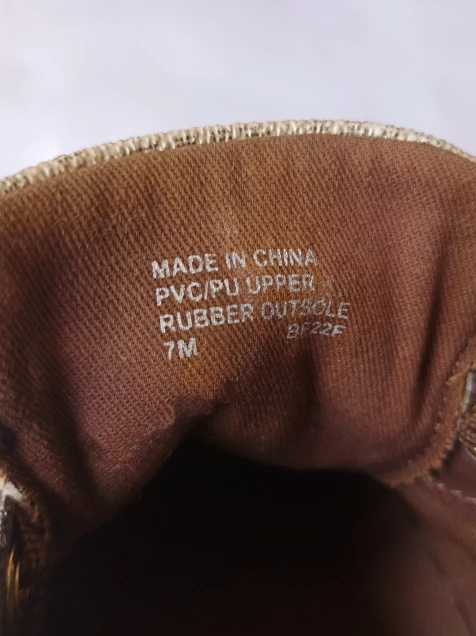 MADE IN CHINA
PVC/PU UPPER
RUBBER OUTSOLE
7M BF22F